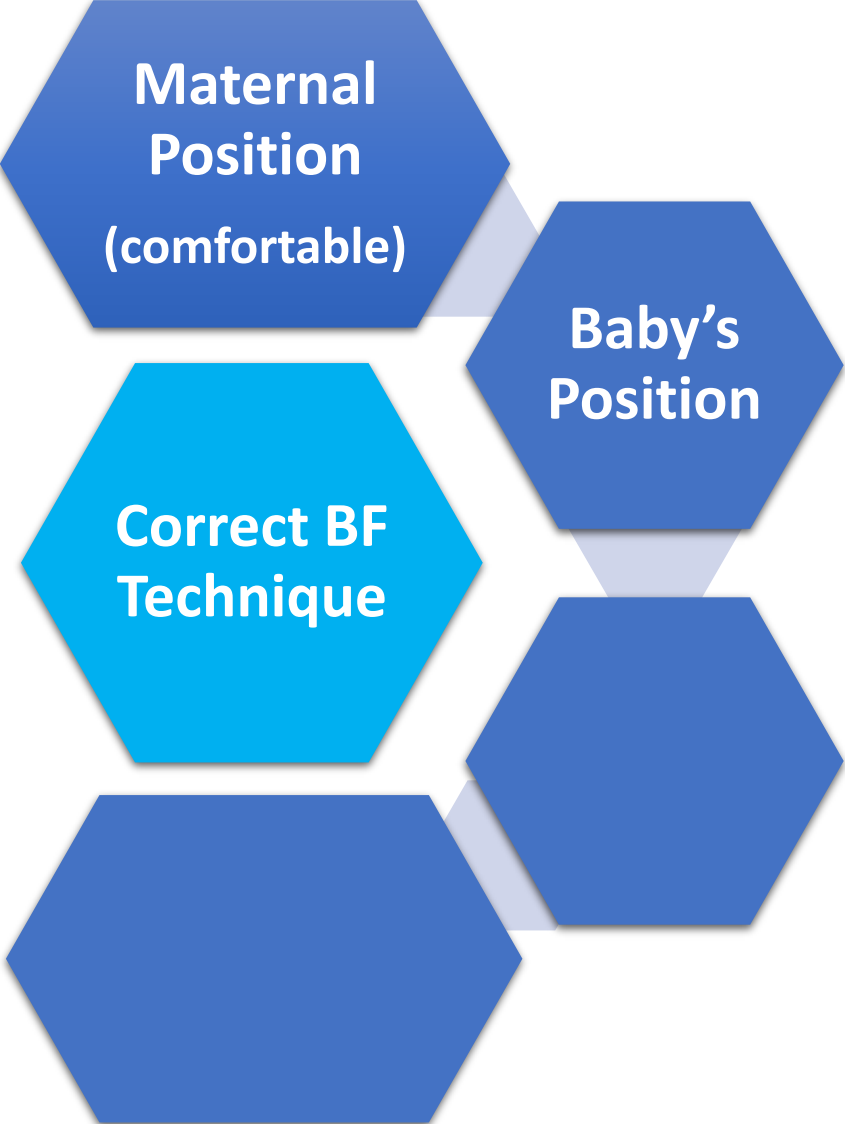 Maternal
Position
(comfortable)
Baby’s
Position
Correct BF
Technique